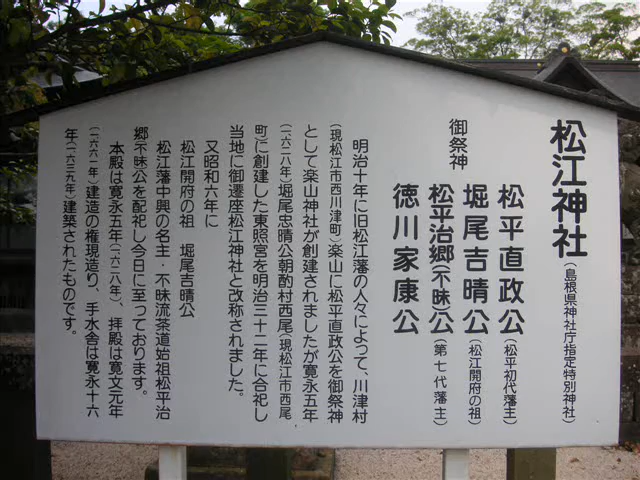 松江神社(島根県神社庁指定特別神社)
松平直政公(松平初代藩主)
堀尾吉晴公(松江開府の祖)
御祭神
松平治郷(不昧)公(第七代藩主)
徳川家康公
明治十年に旧松江藩の人々によって、川津村
(現松江市西川津町)楽山に松平直政公を御祭神
として楽山神社が創建されましたが寛永五年
(一六二八年)堀尾忠晴公朝酌村西尾(現松江市西尾
町)に創建した東照宮を明治三十二年に合祀し
当地に御遷座松江神社と改称されました。
又昭和六年に
松江開府の祖 堀尾吉晴公
松江藩中興の名主・不昧流茶道始祖松平治
郷不昧公を配祀し今日に至っております。
本殿は寛永五年(一六二八年)、拝殿は寛文元年
(一六六一年)建造の権現造り、手水舎は寛永十六
年(一六三九年)建築されたものです。